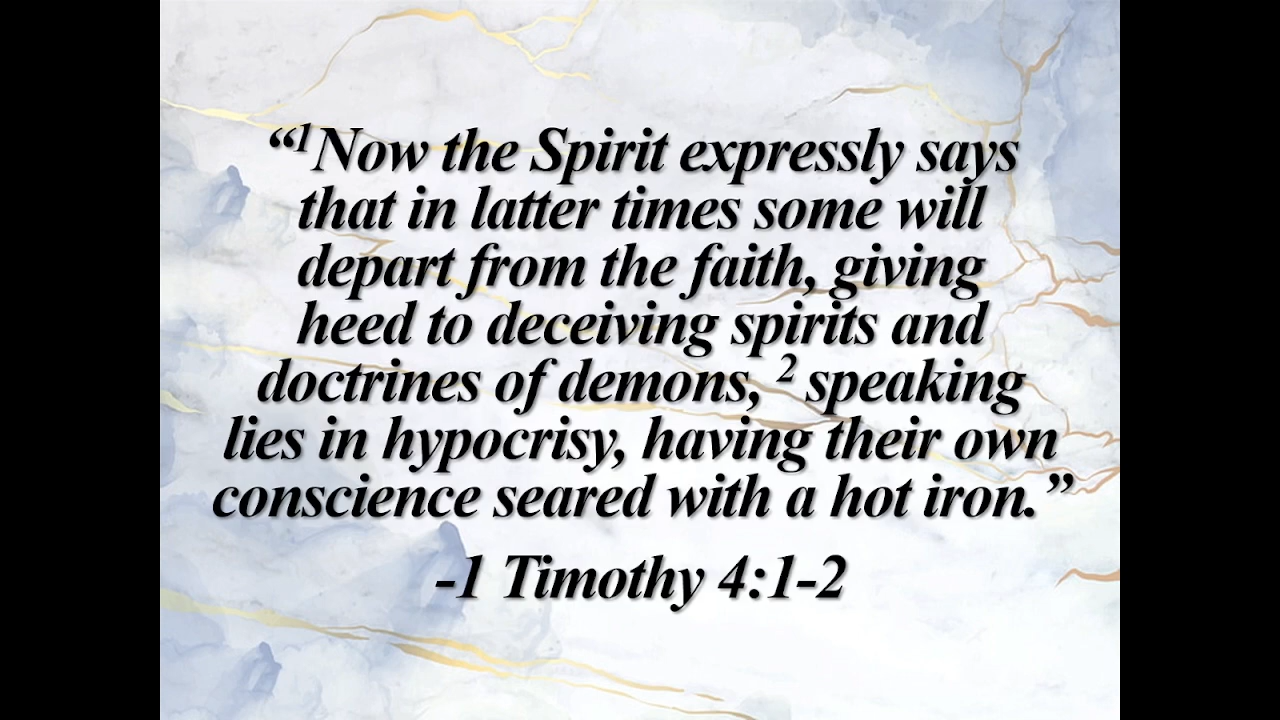 “¹Now the Spirit expressly says
that in latter times some will
depart from the faith, giving
heed to deceiving spirits and
doctrines of demons, ² speaking
lies in hypocrisy, having their own
conscience seared with a hot iron.”
-1 Timothy 4:1-2